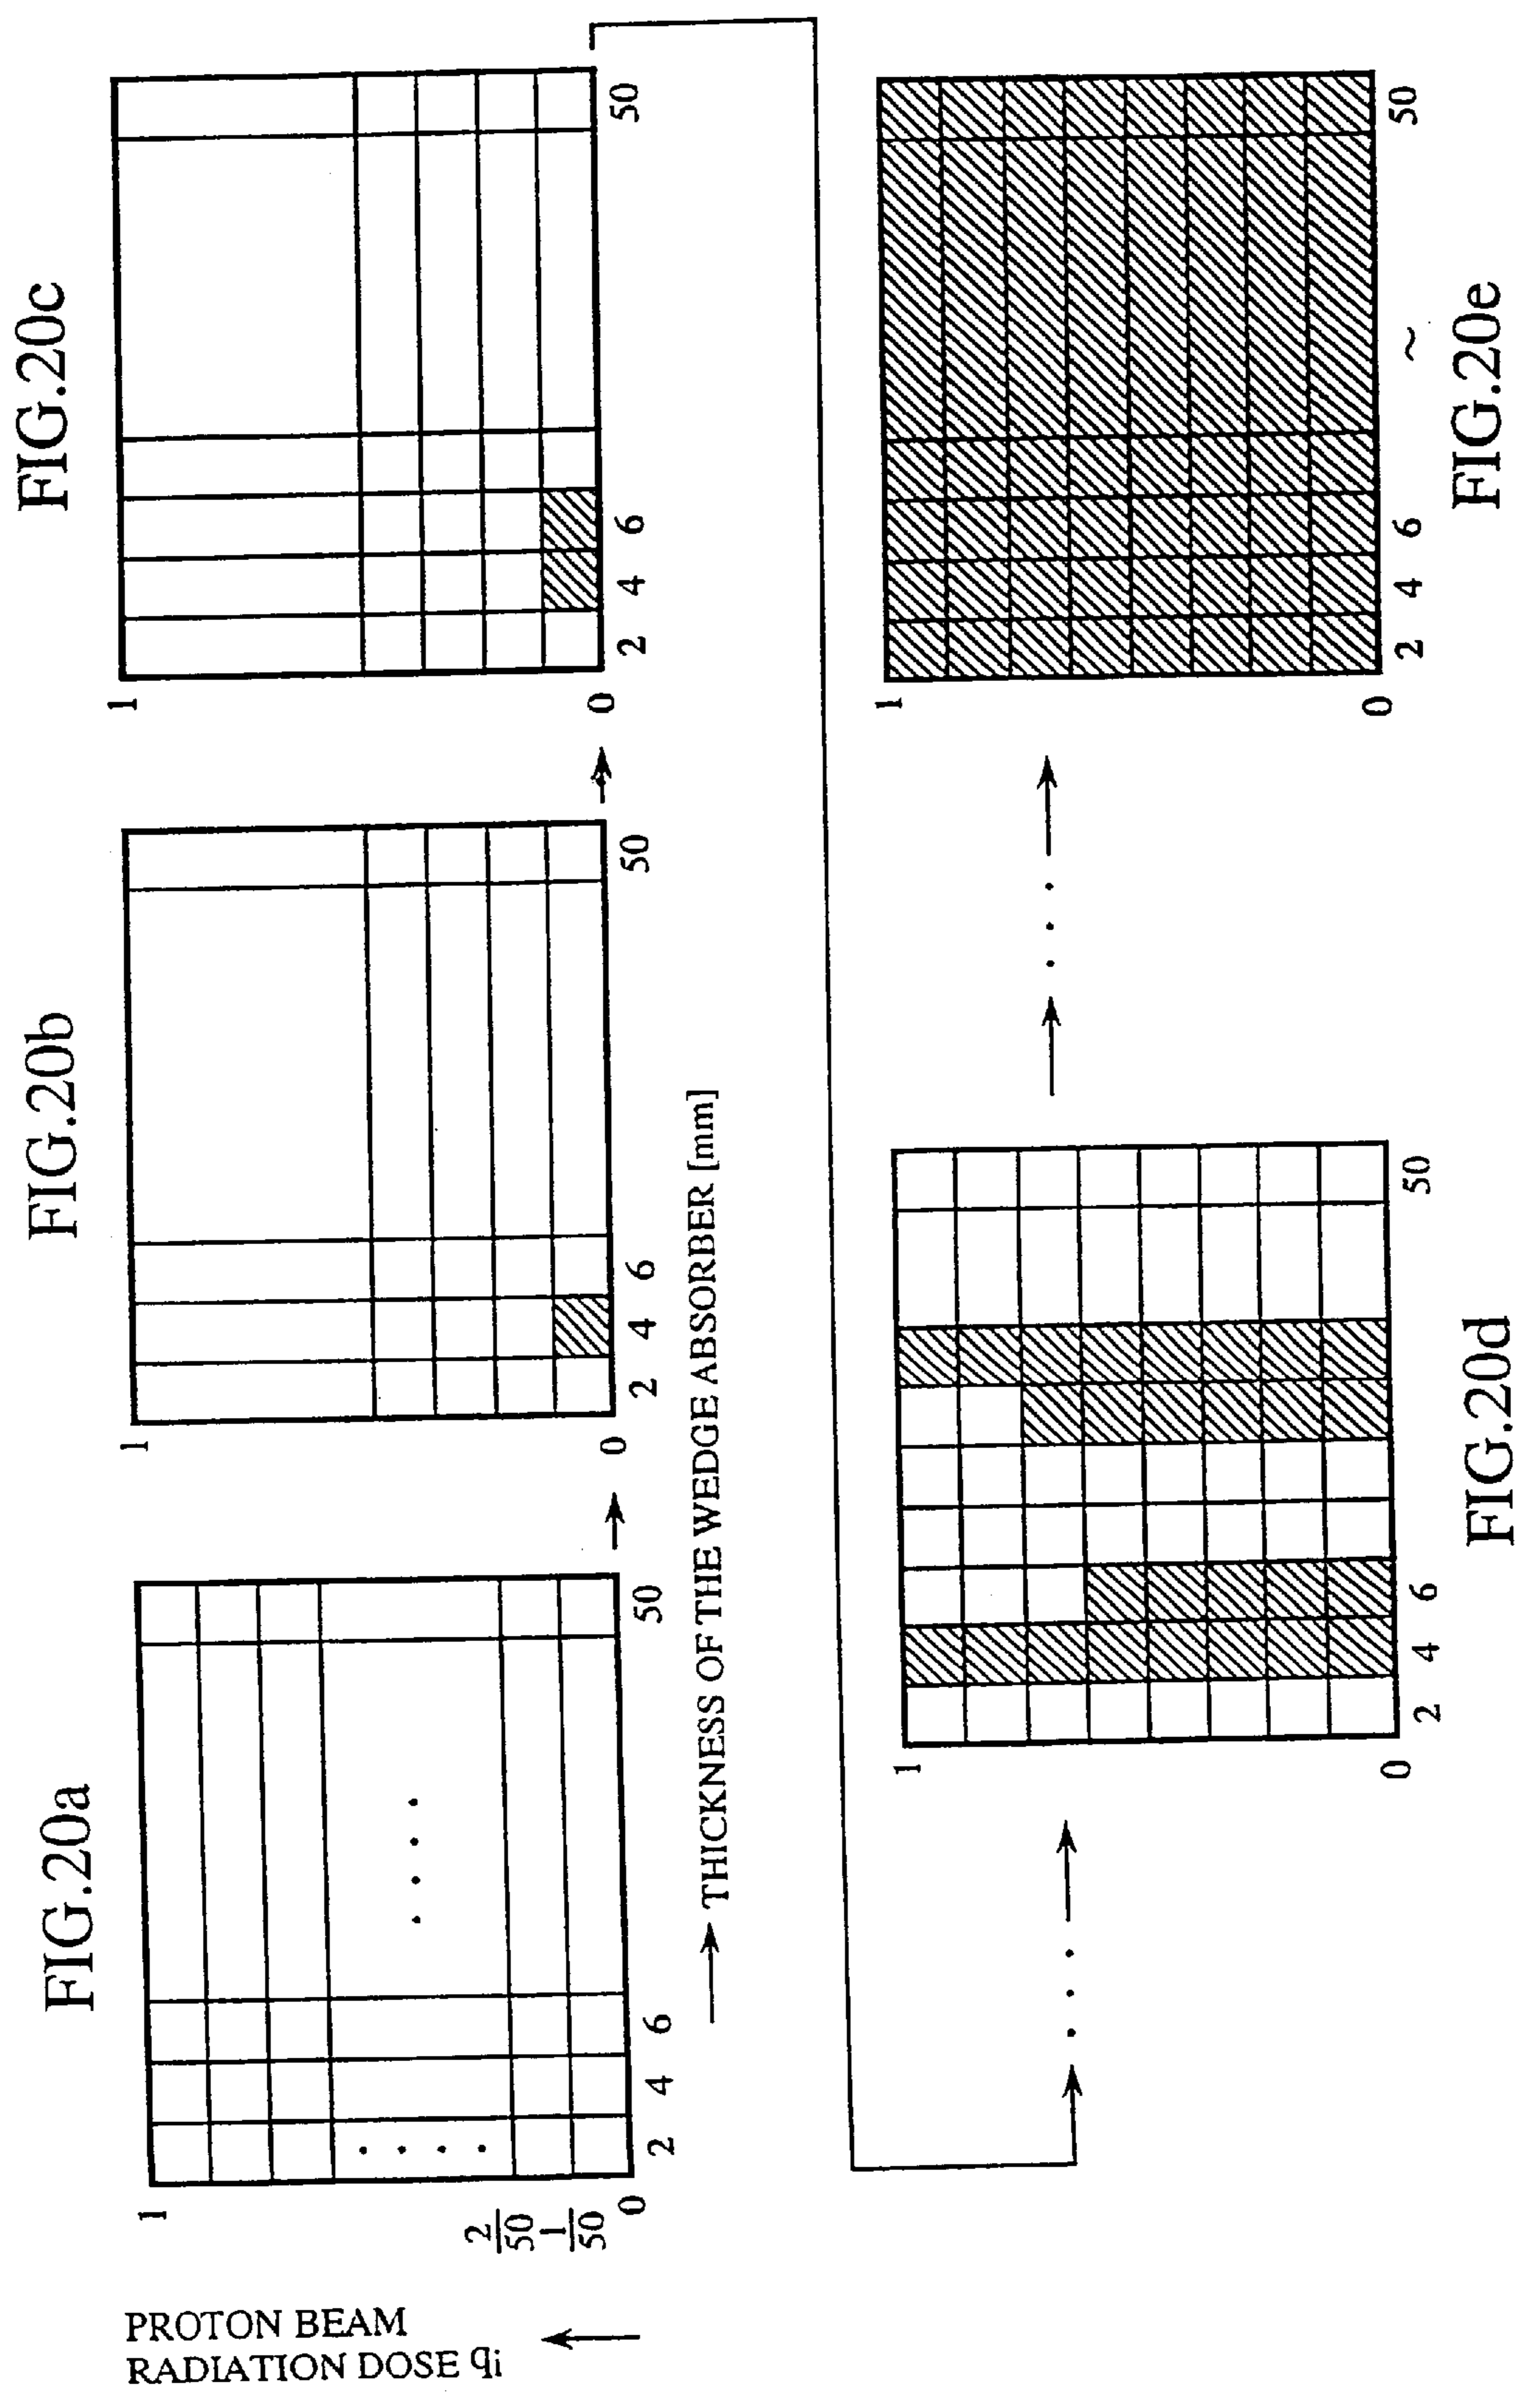 FIG.20a
1
2/50
1/50
0
2 4 6 50
PROTON BEAM
RADIATION DOSE qi
THICKNESS OF THE WEDGE ABSORBER [mm]
FIG.20b
1
0
2 4 6 50
FIG.20c
1
0
2 4 6 50
1
0
2 4 6 50
FIG.20d
1
0
2 4 6 ~ 50
FIG.20e